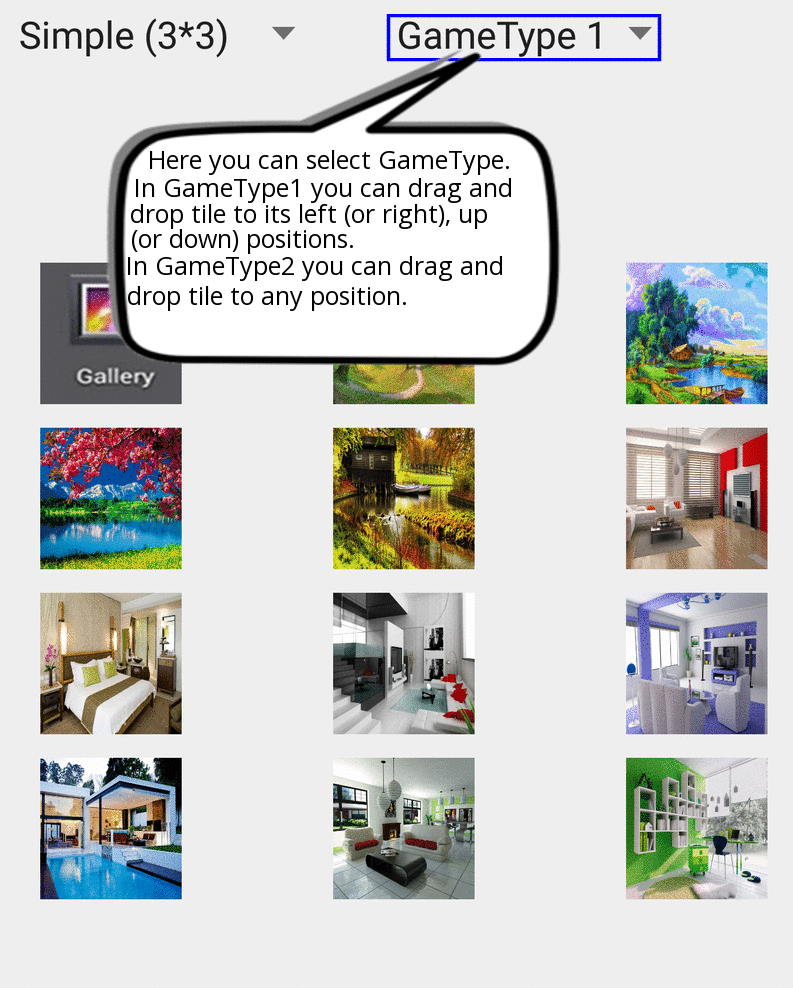 Simple (3*3) GameType 1
Here you can select GameType.
In GameType1 you can drag and
drop tile to its left (or right), up
(or down) positions.
In GameType2 you can drag and
drop tile to any position.
Gallery